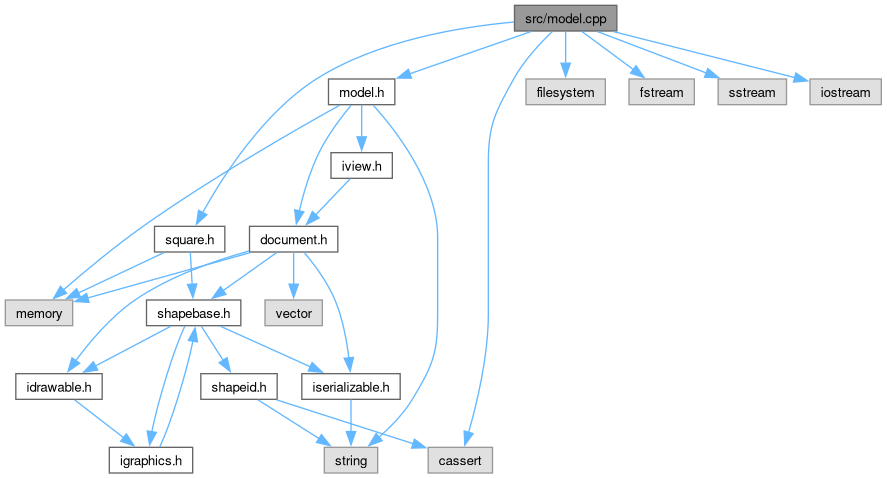 src/model.cpp
model.h
filesystem
fstream
sstream
iostream
iview.h
square.h
document.h
memory
shapebase.h
vector
idrawable.h
shapeid.h
iserializable.h
igraphics.h
string
cassert